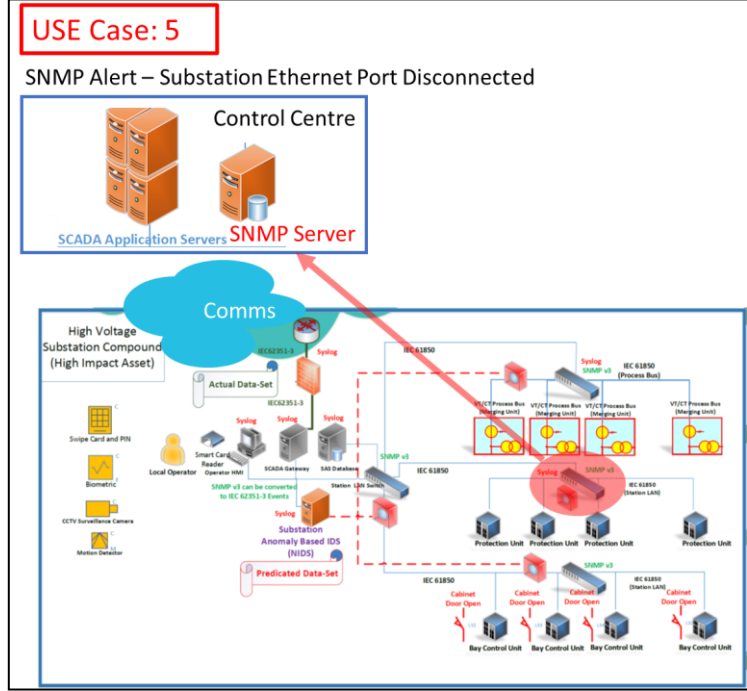 USE Case: 5
SNMP Alert – Substation Ethernet Port Disconnected
Control Centre
SCADA Application Servers
SNMP Server
Comms
High Voltage
Substation Compound
(High Impact Asset)
IEC62351-3
Syslog
Actual Data-Set
IEC62351-3
IEC 61850
Syslog
SNMP v3
IEC 61850
(Process Bus)
VT/CT Process Bus
(Merging Unit)
VT/CT Process Bus
(Merging Unit)
VT/CT Process Bus
(Merging Unit)
VT/CT Process Bus
(Merging Unit)
Swipe Card and PIN
Biometric
CCTV Surveillance Camera
Motion Detector
Local Operator
Smart Card
Reader
Operator HMI
Syslog
Syslog
Syslog
SCADA Gateway
SAS Database
SNMP v3
Station LAN Switch
IEC 61850
SNMP v3 can be converted
to IEC 62351-3 Events
Syslog
Substation
Anomaly Based IDS
(NIDS)
Predicated Data-Set
Syslog
SNMP v3
IEC 61850
(Station LAN)
Protection Unit
Protection Unit
Protection Unit
Protection Unit
IEC 61850
SNMP v3
IEC 61850
(Station LAN)
Cabinet
Door Open
Cabinet
Door Open
Cabinet
Door Open
Cabinet
Door Open
Bay Control Unit
Bay Control Unit
Bay Control Unit
Bay Control Unit